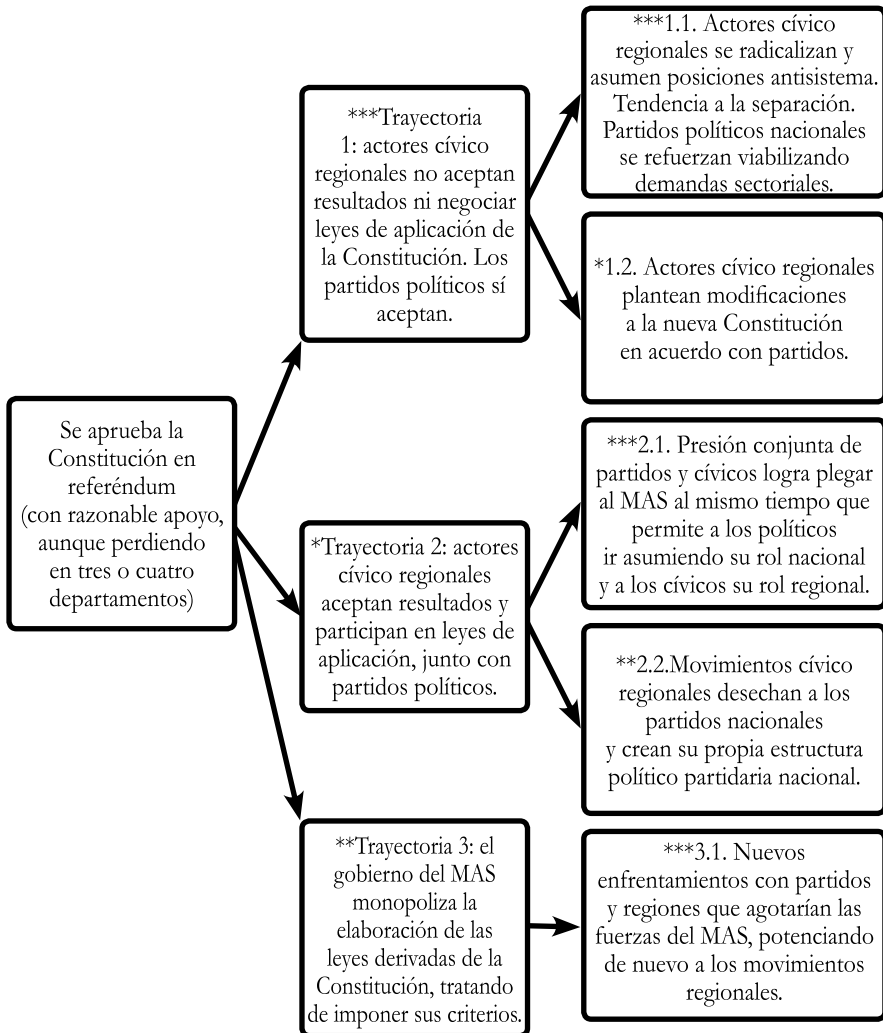 Se aprueba la
Constitución en
referéndum
(con razonable apoyo,
aunque perdiendo
en tres o cuatro
departamentos)
***Trayectoria
1: actores cívico
regionales no aceptan
resultados ni negociar
leyes de aplicación de
la Constitución. Los
partidos políticos sí
aceptan.
***1.1. Actores cívico
regionales se radicalizan y
asumen posiciones antisistema.
Tendencia a la separación.
Partidos políticos nacionales
se refuerzan viabilizando
demandas sectoriales.
*1.2. Actores cívico regionales
plantean modificaciones
a la nueva Constitución
en acuerdo con partidos.
*Trayectoria 2: actores
cívico regionales
aceptan resultados y
participan en leyes de
aplicación, junto con
partidos políticos.
***2.1. Presión conjunta de
partidos y cívicos logra plegar
al MAS al mismo tiempo que
permite a los políticos
ir asumiendo su rol nacional
y a los cívicos su rol regional.
**2.2.Movimientos cívico
regionales desechan a los
partidos nacionales
y crean su propia estructura
político partidaria nacional.
**Trayectoria 3: el
gobierno del MAS
monopoliza la
elaboración de las
leyes derivadas de la
Constitución, tratando
de imponer sus criterios.
***3.1. Nuevos
enfrentamientos con partidos
y regiones que agotarían las
fuerzas del MAS, potenciando
de nuevo a los movimientos
regionales.